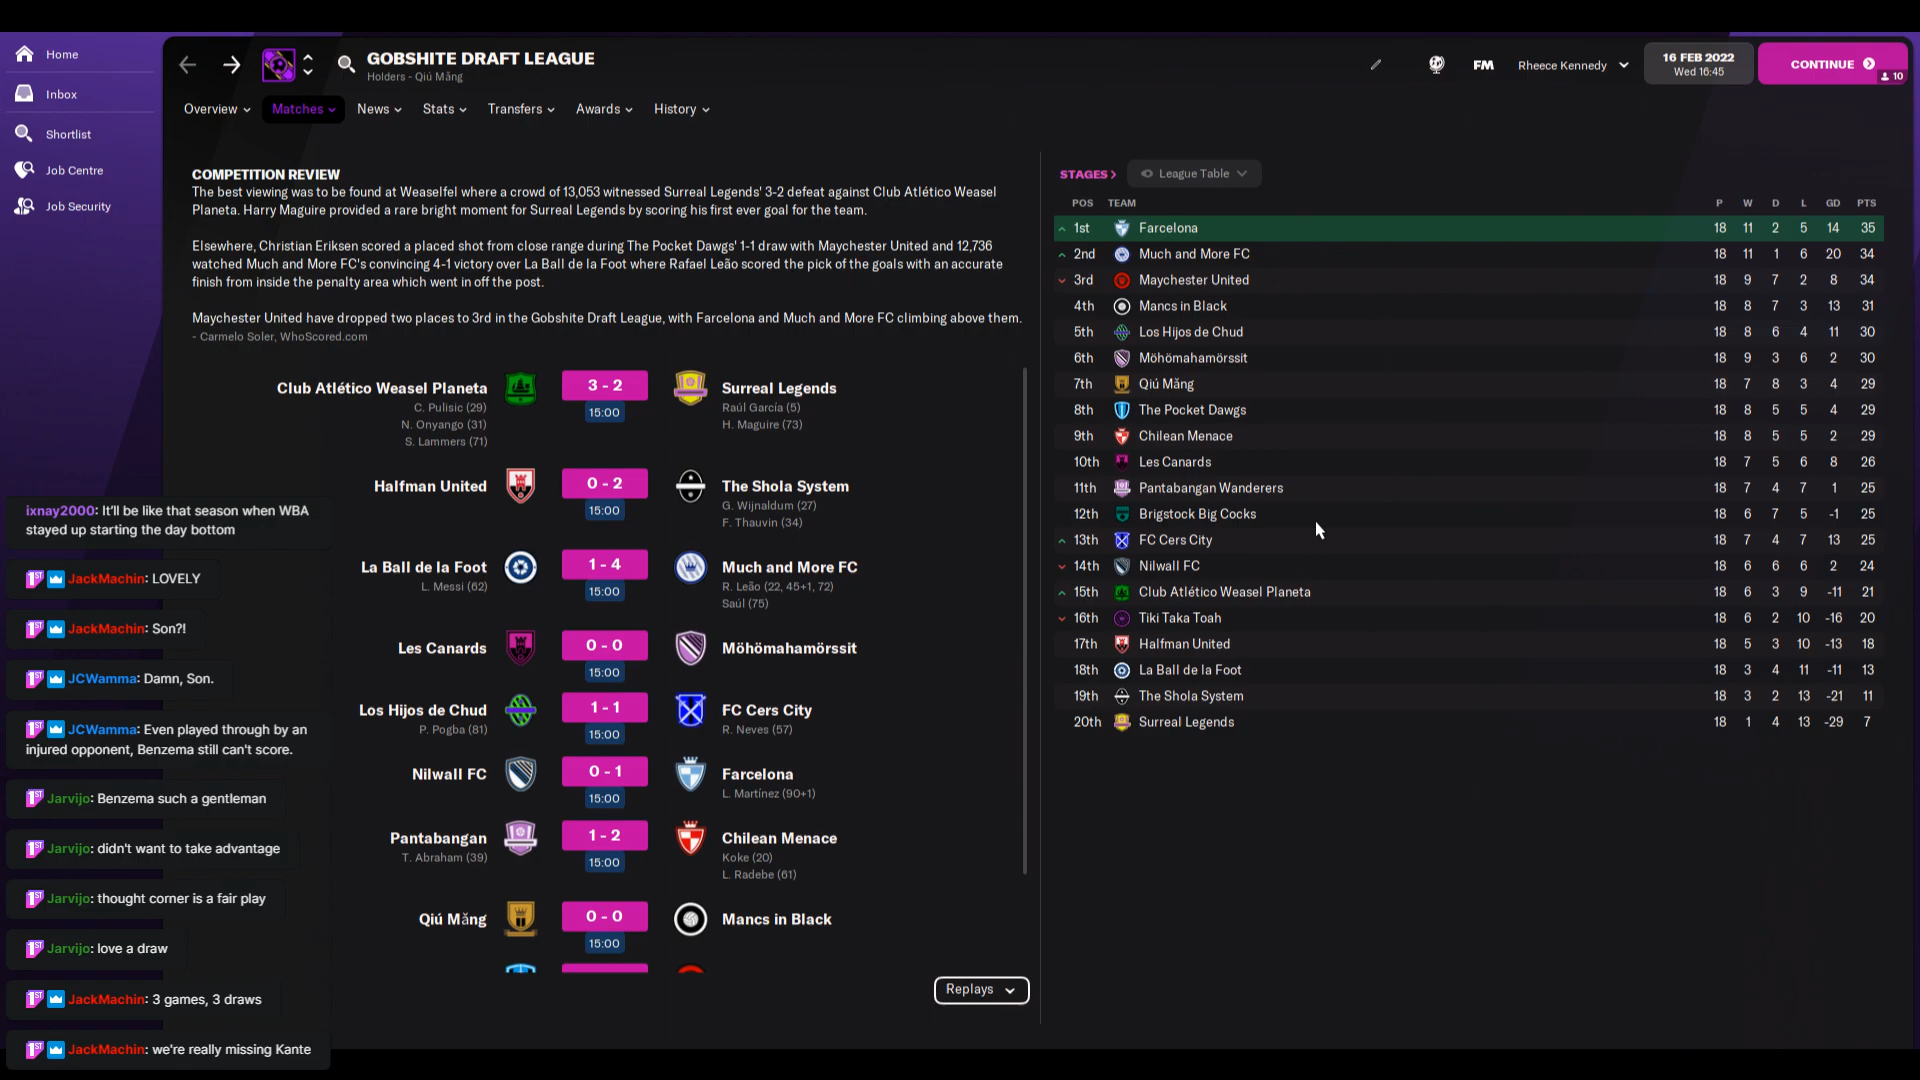 Home
Inbox
Shortlist
Job Centre
Job Security
GOBSHITE DRAFT LEAGUE
Holders - Qiú Mǎng
FM
Rheece Kennedy
16 FEB 2022
Wed 16:45
CONTINUE
10
Overview
Matches
News
Stats
Transfers
Awards
History
COMPETITION REVIEW
The best viewing was to be found at Weaselfel where a crowd of 13,053 witnessed Surreal Legends' 3-2 defeat against Club Atlético Weasel
Planeta. Harry Maguire provided a rare bright moment for Surreal Legends by scoring his first ever goal for the team.
Elsewhere, Christian Eriksen scored a placed shot from close range during The Pocket Dawgs' 1-1 draw with Maychester United and 12,736
watched Much and More FC's convincing 4-1 victory over La Ball de la Foot where Rafael Leão scored the pick of the goals with an accurate
finish from inside the penalty area which went in off the post.
Maychester United have dropped two places to 3rd in the Gobshite Draft League, with Farcelona and Much and More FC climbing above them.
- Carmelo Soler, WhoScored.com
Club Atlético Weasel Planeta 3 - 2 Surreal Legends
C. Pulisic (29) 15:00 Raúl García (5)
N. Onyango (31) H. Maguire (73)
S. Lammers (71)
Halfman United 0 - 2 The Shola System
15:00 G. Wijnaldum (27)
F. Thauvin (34)
La Ball de la Foot 1 - 4 Much and More FC
L. Messi (62) 15:00 R. Leão (22, 45+1, 72)
Saúl (75)
Les Canards 0 - 0 Möhömahamörssit
15:00
Los Hijos de Chud 1 - 1 FC Cers City
P. Pogba (81) 15:00 R. Neves (57)
Nilwall FC 0 - 1 Farcelona
15:00 L. Martínez (90+1)
Pantabangan 1 - 2 Chilean Menace
T. Abraham (39) 15:00 Koke (20)
L. Radebe (61)
Qiú Mǎng 0 - 0 Mancs in Black
15:00
Replays
STAGES League Table
POS TEAM P W D L GD PTS
1st Farcelona 18 11 2 5 14 35
2nd Much and More FC 18 11 1 6 20 34
3rd Maychester United 18 9 7 2 8 34
4th Mancs in Black 18 8 7 3 13 31
5th Los Hijos de Chud 18 8 6 4 11 30
6th Möhömahamörssit 18 9 3 6 2 30
7th Qiú Mǎng 18 7 8 3 4 29
8th The Pocket Dawgs 18 8 5 5 4 29
9th Chilean Menace 18 8 5 5 2 29
10th Les Canards 18 7 5 6 8 26
11th Pantabangan Wanderers 18 7 4 7 1 25
12th Brigstock Big Cocks 18 6 7 5 -1 25
13th FC Cers City 18 7 4 7 13 25
14th Nilwall FC 18 6 6 6 2 24
15th Club Atlético Weasel Planeta 18 6 3 9 -11 21
16th Tiki Taka Toah 18 6 2 10 -16 20
17th Halfman United 18 5 3 10 -13 18
18th La Ball de la Foot 18 3 4 11 -11 13
19th The Shola System 18 3 2 13 -21 11
20th Surreal Legends 18 1 4 13 -29 7
ixnay2000: It'll be like that season when WBA
stayed up starting the day bottom
1ST JackMachin: LOVELY
1ST JackMachin: Son?!
1ST JCWamma: Damn, Son.
1ST JCWamma: Even played through by an
injured opponent, Benzema still can't score.
1ST Jarvijo: Benzema such a gentleman
1ST Jarvijo: didn't want to take advantage
1ST Jarvijo: thought corner is a fair play
1ST Jarvijo: love a draw
1ST JackMachin: 3 games, 3 draws
1ST JackMachin: we're really missing Kante